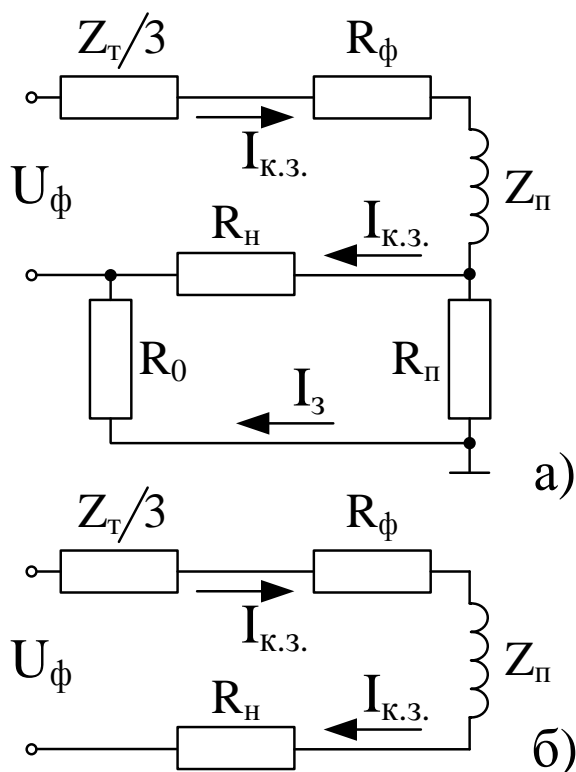 Zт/3 Rф
Iк.з. Zп
Uф
Rн Iк.з.
R0 Rп
Iз
а)
Zт/3 Rф
Iк.з. Zп
Uф
Rн Iк.з.
б)